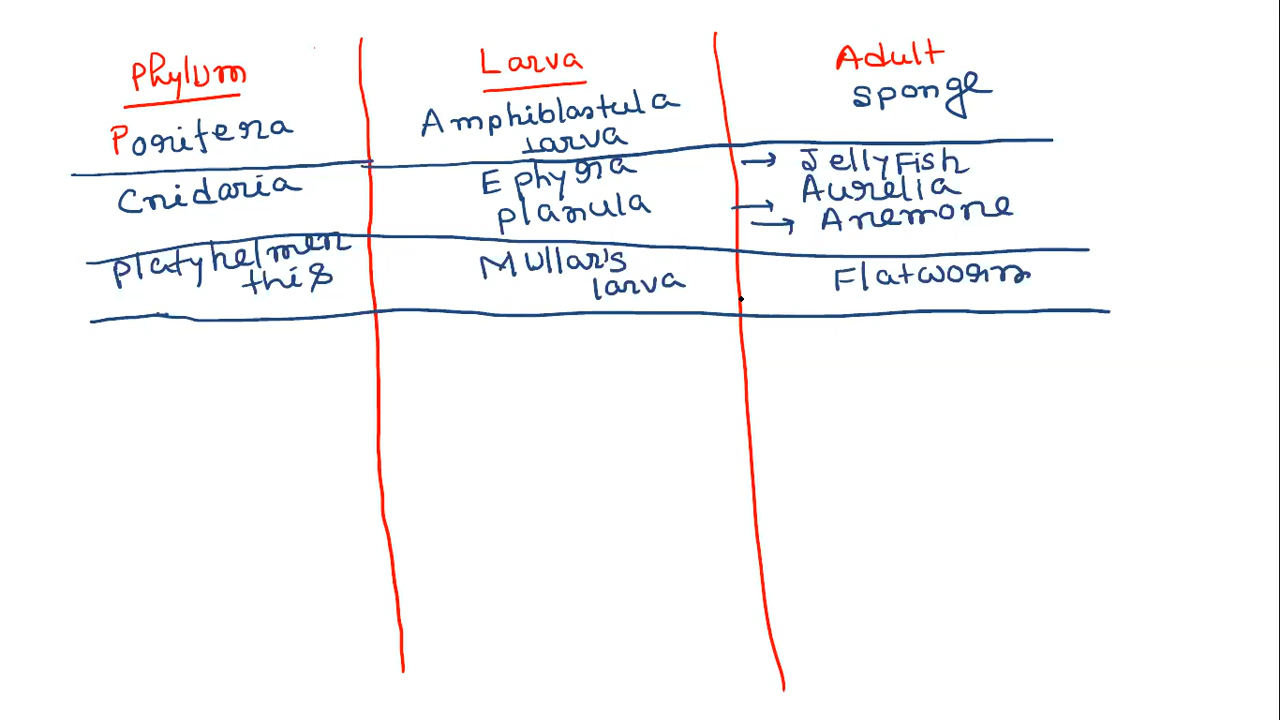 Phylum Larva Adult
Porifera Amphiblastula larva sponge
Cnidaria Ephyra → Jellyfish
Aurelia
planula → → Anemone
Platyhelmen Mullar's Flatworm
this larva